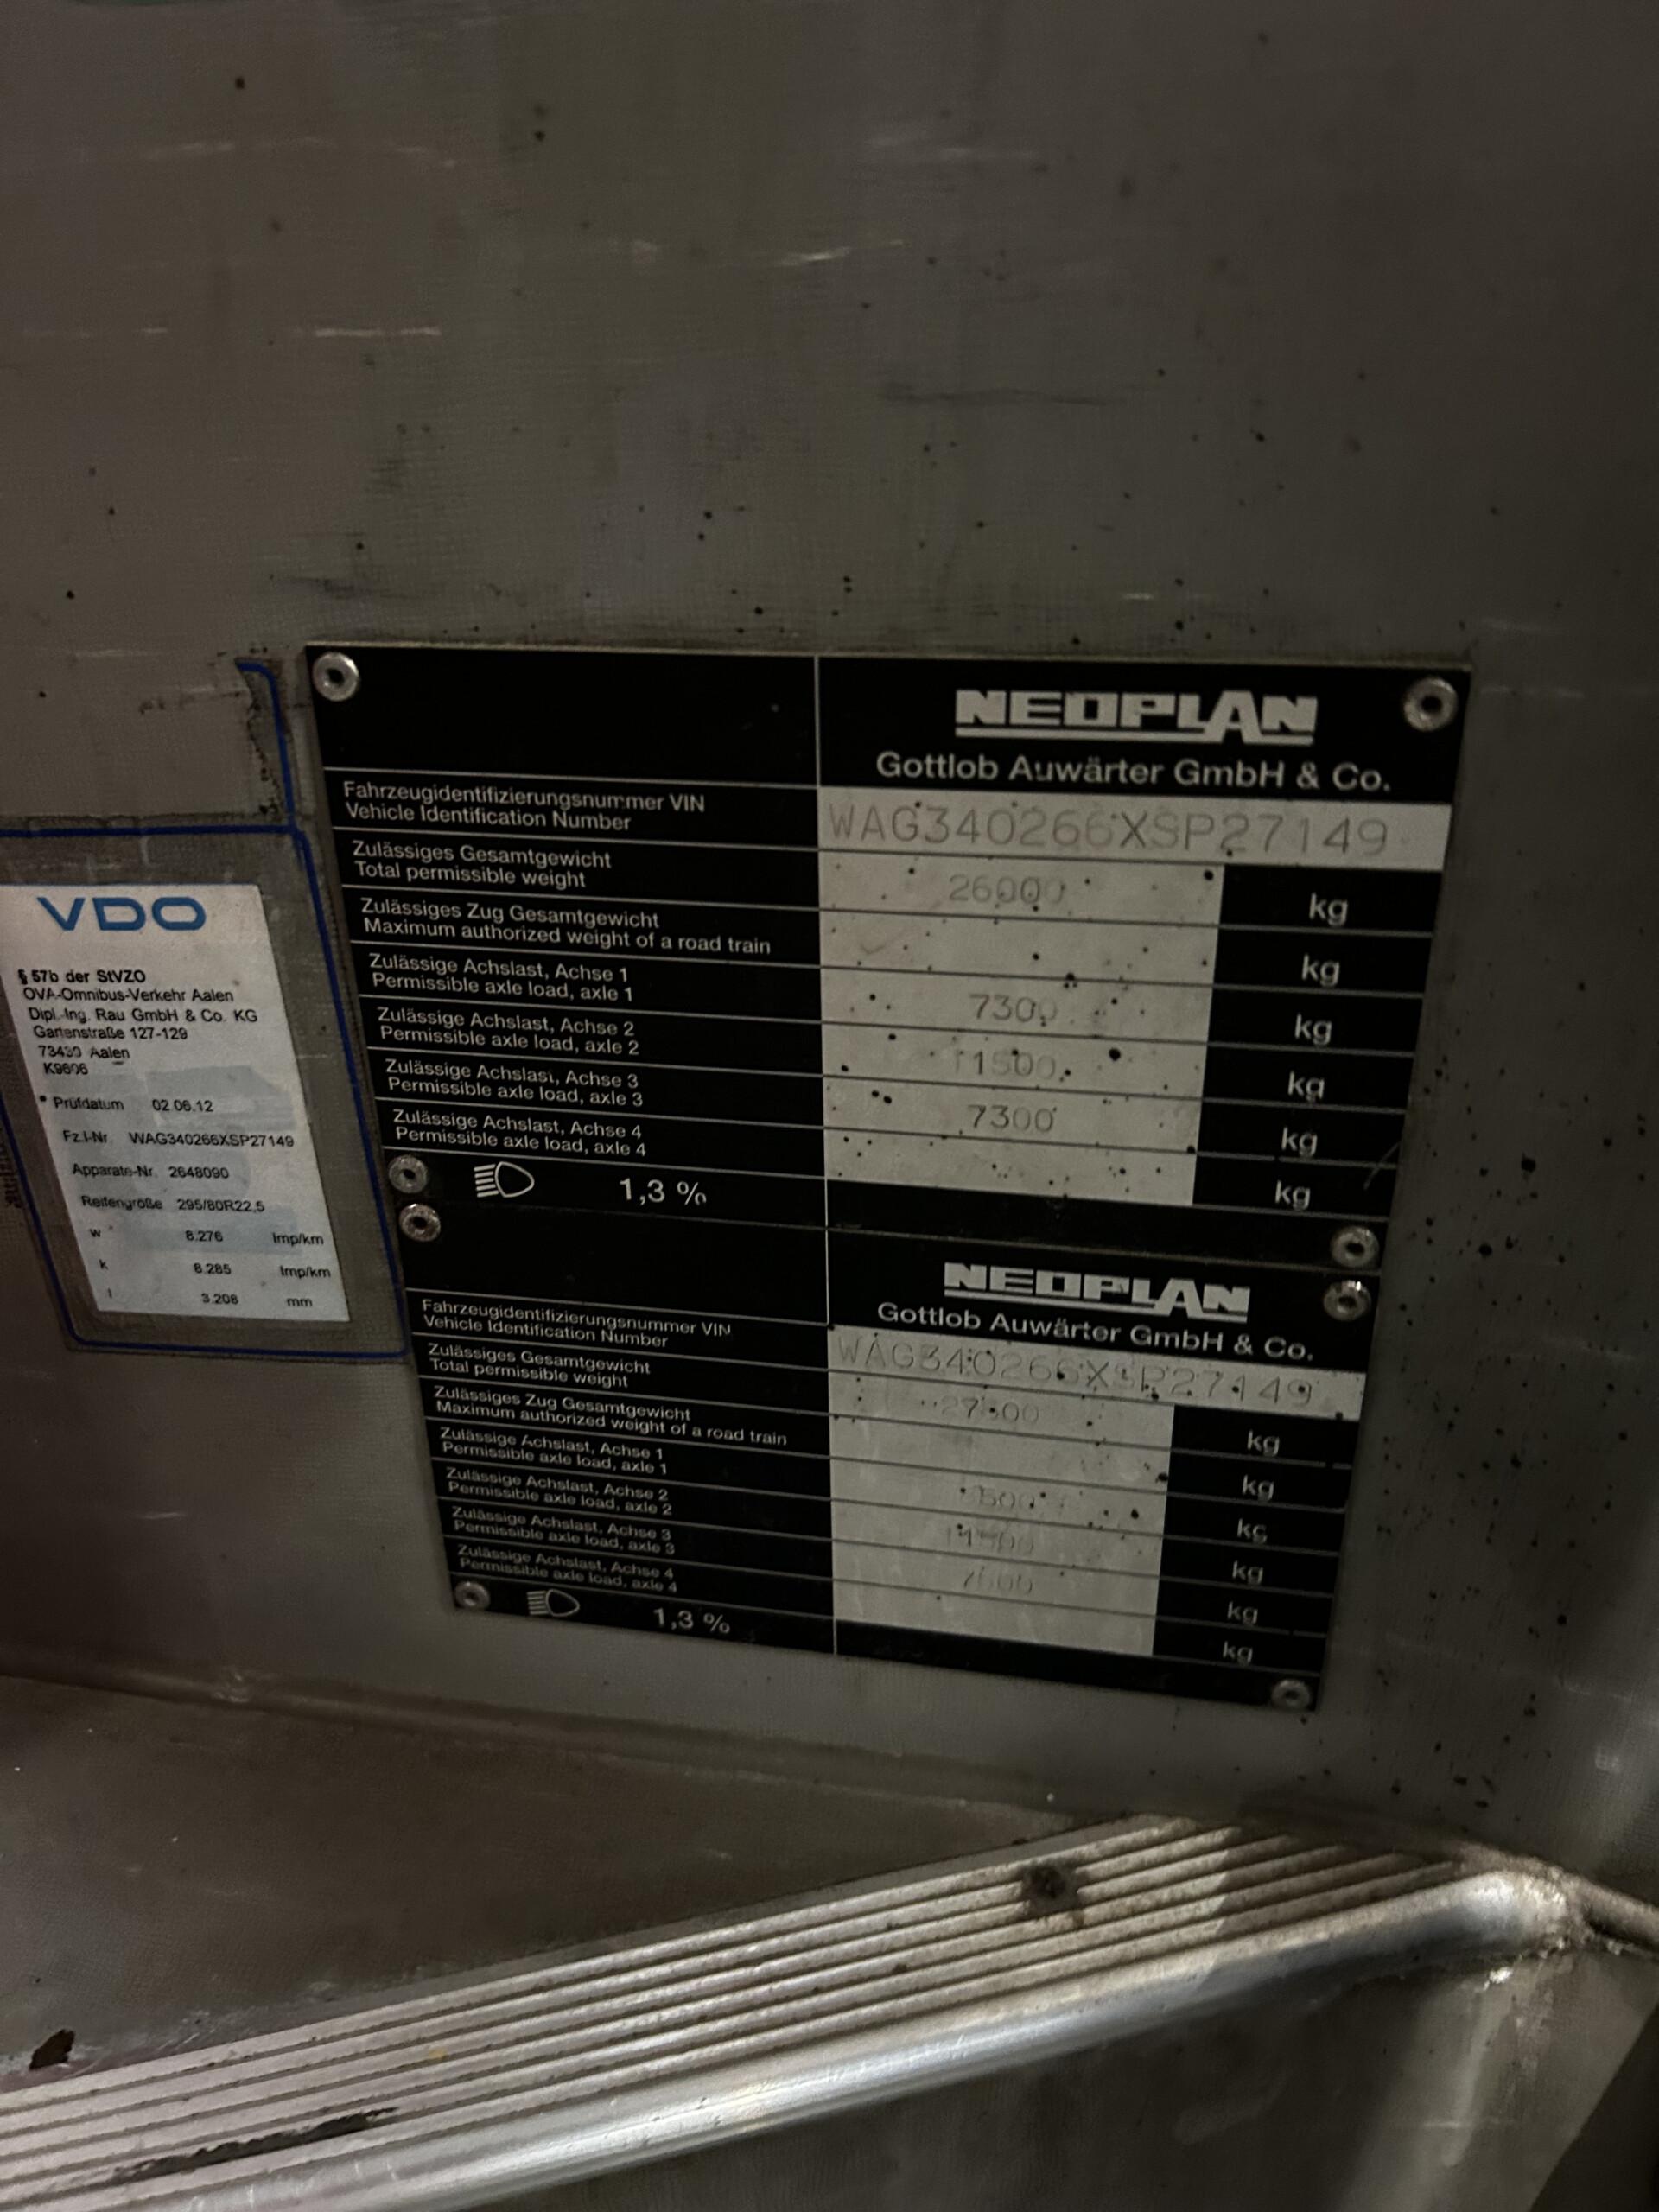 NEOPLAN
Gottlob Auwärter GmbH & Co.
Fahrzeugidentifizierungsnummer VIN
Vehicle Identification Number
WAG340266XSP27149
Zulässiges Gesamtgewicht
Total permissible weight
26000 kg
Zulässiges Zug Gesamtgewicht
Maximum authorized weight of a road train
kg
Zulässige Achslast, Achse 1
Permissible axle load, axle 1
7300 kg
Zulässige Achslast, Achse 2
Permissible axle load, axle 2
11500 kg
Zulässige Achslast, Achse 3
Permissible axle load, axle 3
7300 kg
Zulässige Achslast, Achse 4
Permissible axle load, axle 4
kg
1,3 %
VDO
§ 57b der StVZO
OVA-Omnibus-Verkehr Aalen
Dipl.-Ing. Rau GmbH & Co. KG
Gartenstraße 127-129
73430 Aalen
K9606
Prüfdatum 02.06.12
Fz.I-Nr. WAG340266XSP27149
Apparate-Nr. 2648090
Reifengröße 295/80R22,5
w 8.276 Imp/km
k 8.285 Imp/km
l 3.208 mm
NEOPLAN
Gottlob Auwärter GmbH & Co.
Fahrzeugidentifizierungsnummer VIN
Vehicle Identification Number
WAG340266XSP27149
Zulässiges Gesamtgewicht
Total permissible weight
kg
Zulässiges Zug Gesamtgewicht
Maximum authorized weight of a road train
kg
Zulässige Achslast, Achse 1
Permissible axle load, axle 1
kg
Zulässige Achslast, Achse 2
Permissible axle load, axle 2
11500 kg
Zulässige Achslast, Achse 3
Permissible axle load, axle 3
kg
Zulässige Achslast, Achse 4
Permissible axle load, axle 4
kg
1,3 %